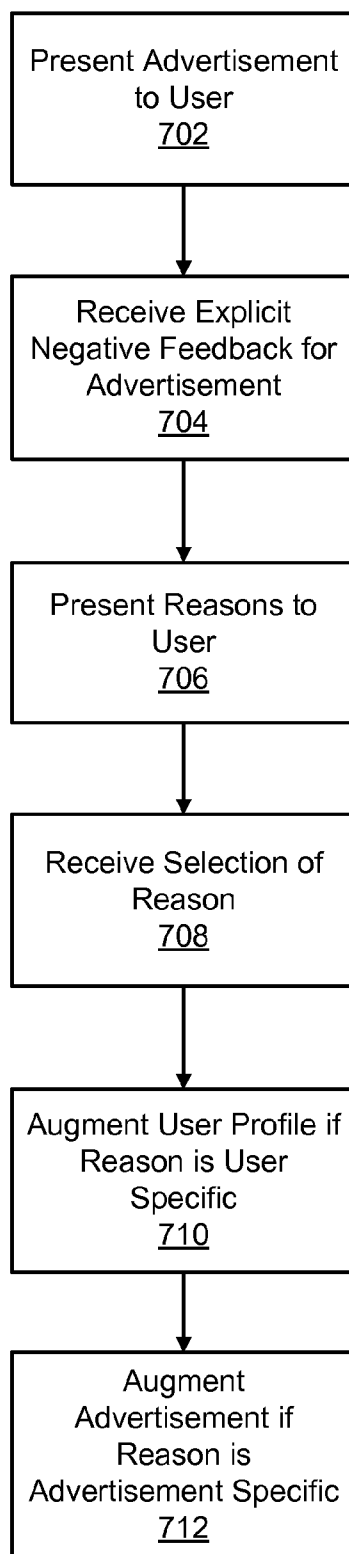 Present Advertisement
to User
702
Receive Explicit
Negative Feedback for
Advertisement
704
Present Reasons to
User
706
Receive Selection of
Reason
708
Augment User Profile if
Reason is User
Specific
710
Augment
Advertisement if
Reason is
Advertisement Specific
712